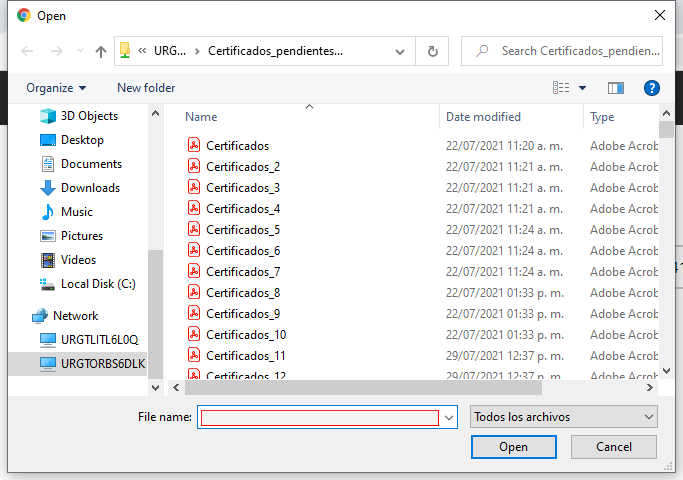 Open
« URG... › Certificados_pendientes...
Search Certificados_pendien...
Organize
New folder
3D Objects
Desktop
Documents
Downloads
Music
Pictures
Videos
Local Disk (C:)
Network
URGTLITL6L0Q
URGTORBS6DLK
Name Date modified Type
Certificados 22/07/2021 11:20 a. m. Adobe Acrob
Certificados_2 22/07/2021 11:21 a. m. Adobe Acrob
Certificados_3 22/07/2021 11:21 a. m. Adobe Acrob
Certificados_4 22/07/2021 11:21 a. m. Adobe Acrob
Certificados_5 22/07/2021 11:24 a. m. Adobe Acrob
Certificados_6 22/07/2021 11:24 a. m. Adobe Acrob
Certificados_7 22/07/2021 11:24 a. m. Adobe Acrob
Certificados_8 22/07/2021 01:33 p. m. Adobe Acrob
Certificados_9 22/07/2021 01:33 p. m. Adobe Acrob
Certificados_10 22/07/2021 01:33 p. m. Adobe Acrob
Certificados_11 29/07/2021 12:37 p. m. Adobe Acrob
Certificados_12 29/07/2021 12:37 p. m. Adobe Acrob
File name:
Todos los archivos
Open
Cancel